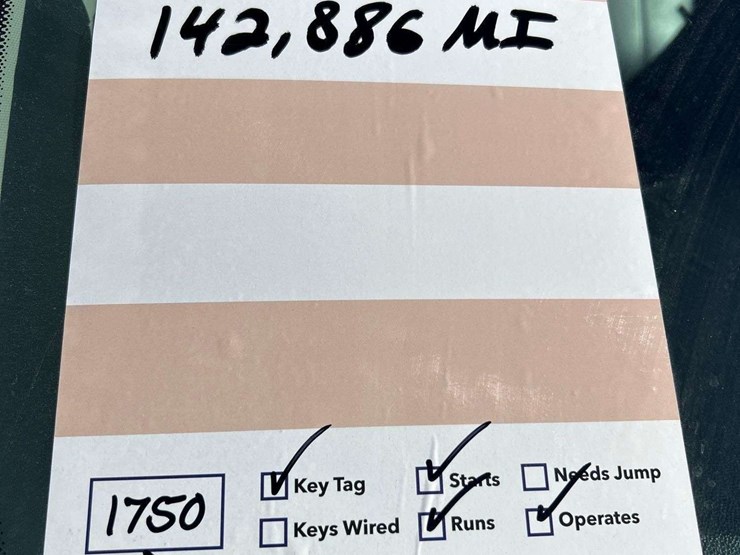 142,886 MI
Key Tag Starts Needs Jump
1750
Keys Wired Runs Operates